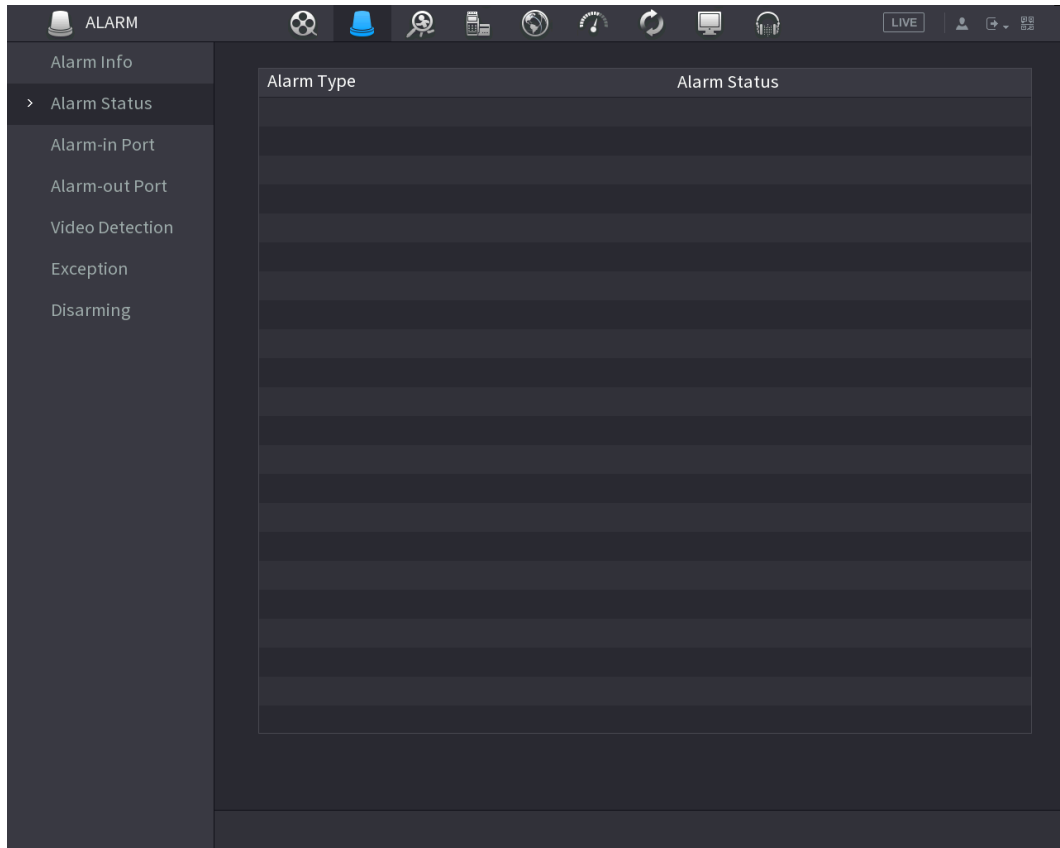 ALARM
LIVE
Alarm Info
Alarm Status
Alarm-in Port
Alarm-out Port
Video Detection
Exception
Disarming
Alarm Type
Alarm Status